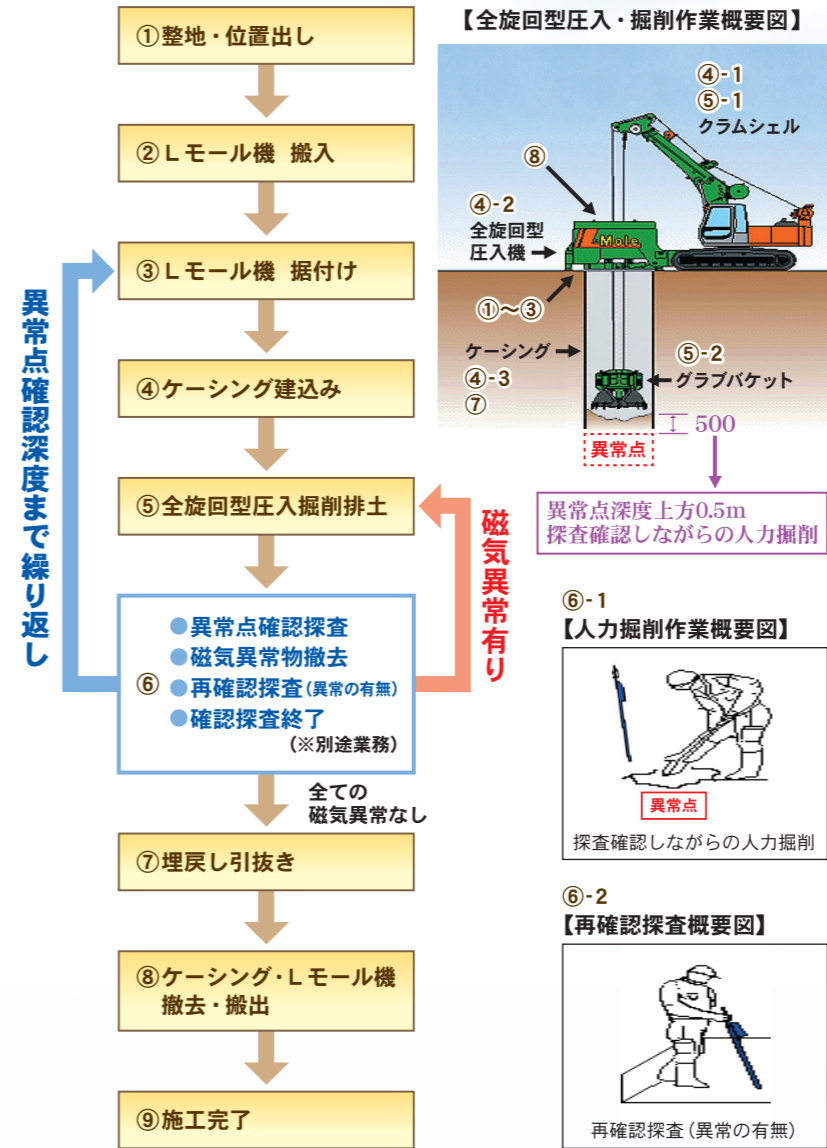 ①整地・位置出し
②Lモール機 搬入
③Lモール機 据付け
④ケーシング建込み
⑤全旋回型圧入掘削排土
⑥
●異常点確認探査
●磁気異常物撤去
●再確認探査(異常の有無)
●確認探査終了
(※別途業務)
異常点確認深度まで繰り返し
磁気異常有り
全ての
磁気異常なし
⑦埋戻し引抜き
⑧ケーシング・Lモール機
撤去・搬出
⑨施工完了
【全旋回型圧入・掘削作業概要図】
④-1
⑤-1
クラムシェル
⑧
④-2
全旋回型
圧入機
L Mole
①〜③
ケーシング
④-3
⑦
⑤-2
グラブバケット
500
異常点
異常点深度上方0.5m
探査確認しながらの人力掘削
⑥-1
【人力掘削作業概要図】
異常点
探査確認しながらの人力掘削
⑥-2
【再確認探査概要図】
再確認探査(異常の有無)